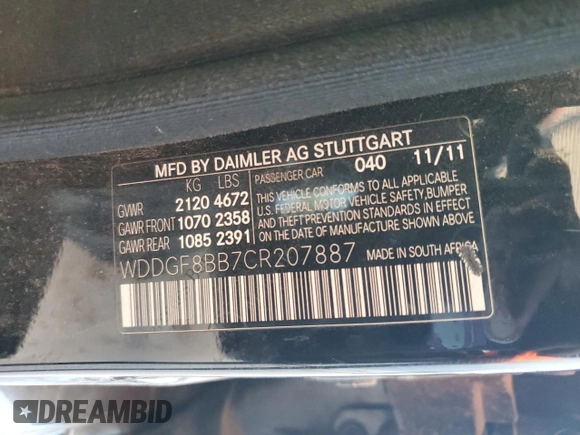 MFD BY DAIMLER AG STUTTGART
KG LBS PASSENGER CAR 040 11/11
GVWR 2120 4672
GAWR FRONT 1070 2358
GAWR REAR 1085 2391
THIS VEHICLE CONFORMS TO ALL APPLICABLE
U.S. FEDERAL MOTOR VEHICLE SAFETY, BUMPER
AND THEFT PREVENTION STANDARDS IN EFFECT
ON THE DATE OF MANUFACTURE SHOWN ABOVE.
WDDGF8BB7CR207887 MADE IN SOUTH AFRICA
DREAMBID